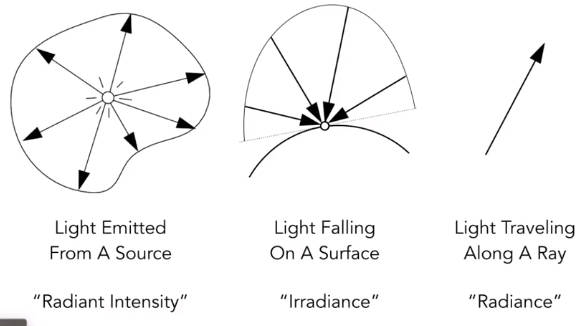 Light Emitted
From A Source
Light Falling
On A Surface
Light Traveling
Along A Ray
“Radiant Intensity”
“Irradiance”
“Radiance”